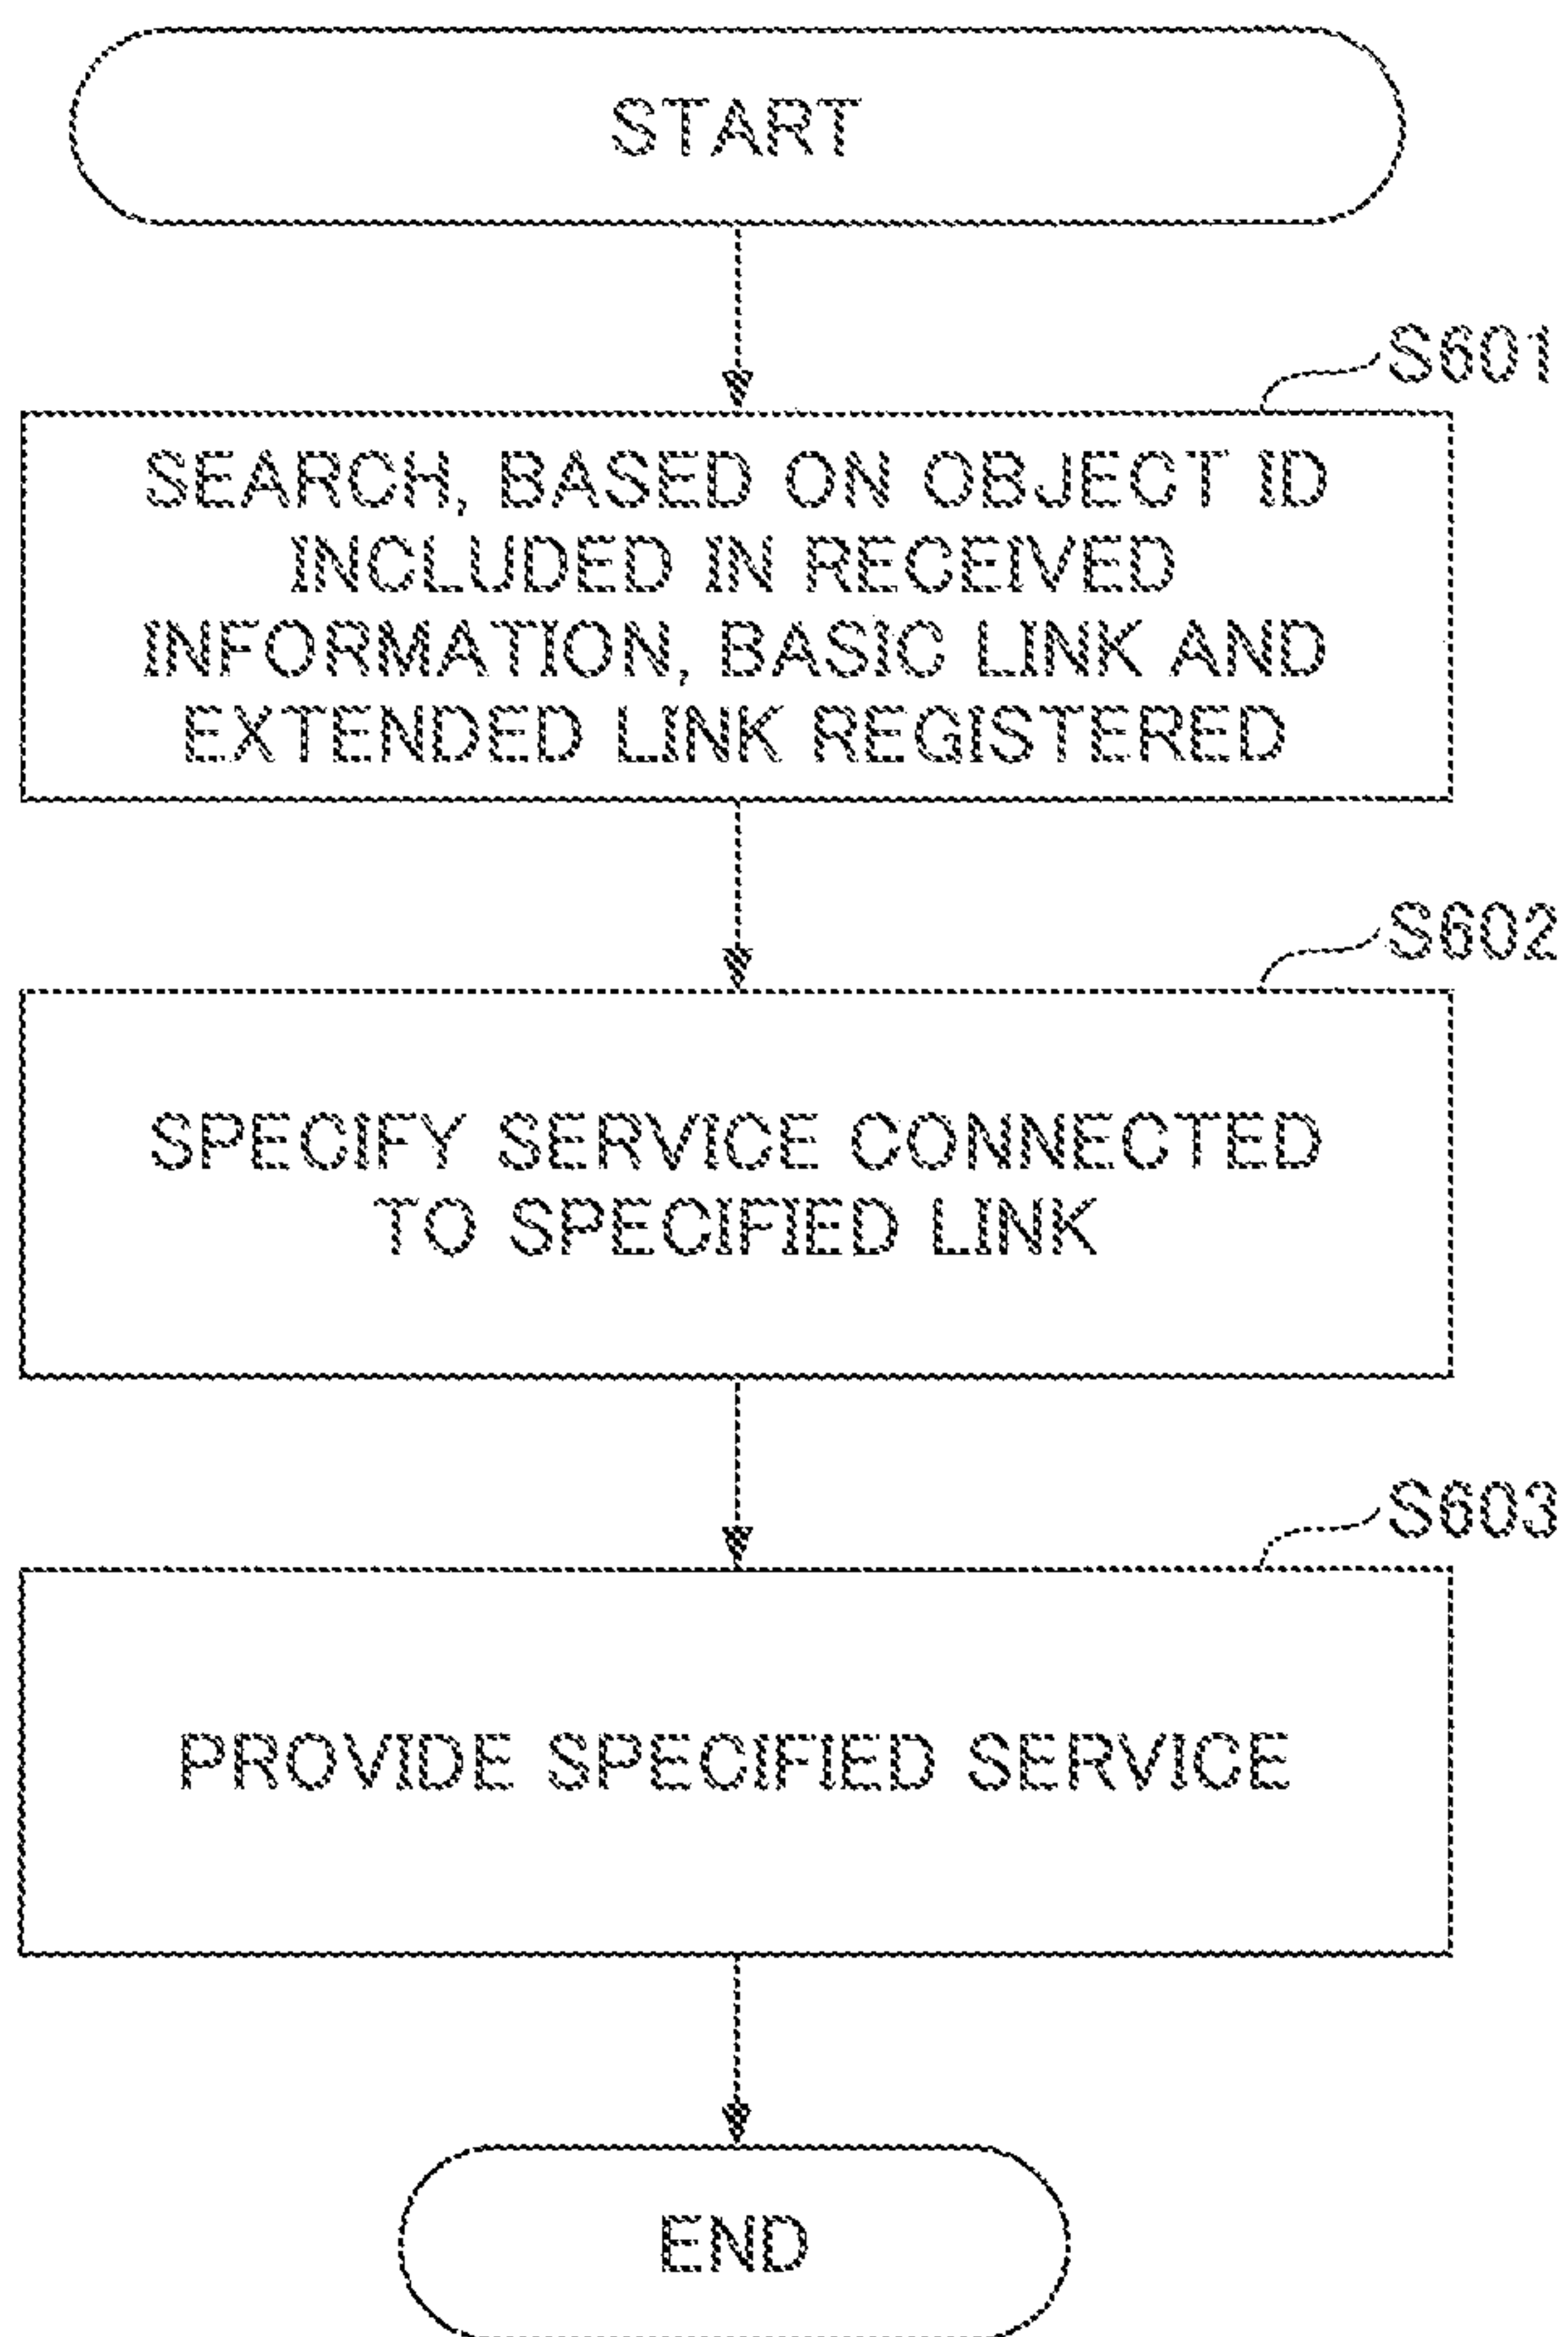 START
S601
SEARCH, BASED ON OBJECT ID
INCLUDED IN RECEIVED
INFORMATION, BASIC LINK AND
EXTENDED LINK REGISTERED
S602
SPECIFY SERVICE CONNECTED
TO SPECIFIED LINK
S603
PROVIDE SPECIFIED SERVICE
END